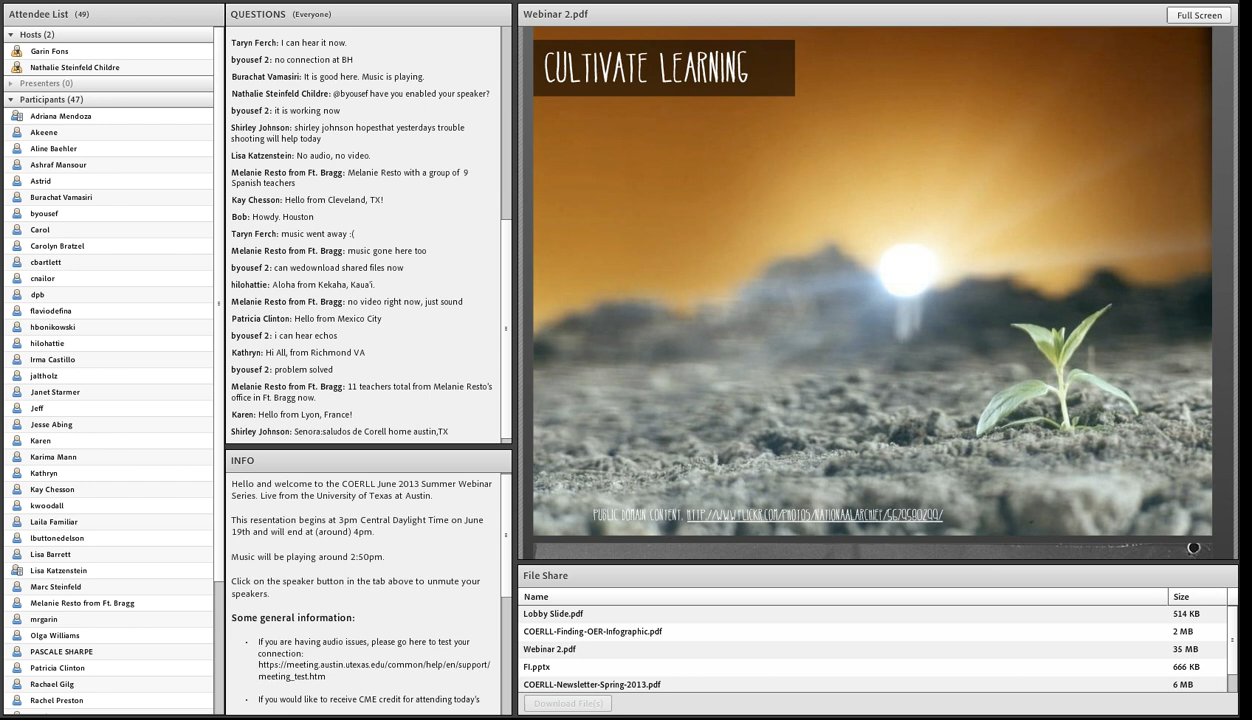 Attendee List (49)
Hosts (2)
Garin Fons
Nathalie Steinfeld Childre
Presenters (0)
Participants (47)
Adriana Mendoza
Akeene
Aline Baehler
Ashraf Mansour
Astrid
Burachat Vamasiri
byousef
Carol
Carolyn Bratzel
cbartlett
cnailor
dpb
flaviodefina
hbonikowski
hilohattie
Irma Castillo
jaltholz
Janet Starmer
Jeff
Jesse Abing
Karen
Karima Mann
Kathryn
Kay Chesson
kwoodall
Laila Familiar
lbuttonedelson
Lisa Barrett
Lisa Katzenstein
Marc Steinfeld
Melanie Resto from Ft. Bragg
mrgarin
Olga Williams
PASCALE SHARPE
Patricia Clinton
Rachael Gilg
Rachel Preston
QUESTIONS (Everyone)
Taryn Ferch: I can hear it now.
byousef 2: no connection at BH
Burachat Vamasiri: It is good here. Music is playing.
Nathalie Steinfeld Childre: @byousef have you enabled your speaker?
byousef 2: it is working now
Shirley Johnson: shirley johnson hopesthat yesterdays trouble
shooting will help today
Lisa Katzenstein: No audio, no video.
Melanie Resto from Ft. Bragg: Melanie Resto with a group of 9
Spanish teachers
Kay Chesson: Hello from Cleveland, TX!
Bob: Howdy. Houston
Taryn Ferch: music went away :(
Melanie Resto from Ft. Bragg: music gone here too
byousef 2: can wedownload shared files now
hilohattie: Aloha from Kekaha, Kaua'i.
Melanie Resto from Ft. Bragg: no video right now, just sound
Patricia Clinton: Hello from Mexico City
byousef 2: i can hear echos
Kathryn: Hi All, from Richmond VA
byousef 2: problem solved
Melanie Resto from Ft. Bragg: 11 teachers total from Melanie Resto's
office in Ft. Bragg now.
Karen: Hello from Lyon, France!
Shirley Johnson: Senora:saludos de Corell home austin,TX
INFO
Hello and welcome to the COERLL June 2013 Summer Webinar
Series. Live from the University of Texas at Austin.
This resentation begins at 3pm Central Daylight Time on June
19th and will end at (around) 4pm.
Music will be playing around 2:50pm.
Click on the speaker button in the tab above to unmute your
speakers.
Some general information:
• If you are having audio issues, please go here to test your
connection:
https://meeting.austin.utexas.edu/common/help/en/support/
meeting_test.htm
• If you would like to receive CME credit for attending today's
Webinar 2.pdf
Full Screen
CULTIVATE LEARNING
PUBLIC DOMAIN CONTENT. HTTP://WWW.FLICKR.COM/PHOTOS/NATIONAALARCHIEF/5679590299/
File Share
Name Size
Lobby Slide.pdf 514 KB
COERLL-Finding-OER-Infographic.pdf 2 MB
Webinar 2.pdf 35 MB
FI.pptx 666 KB
COERLL-Newsletter-Spring-2013.pdf 6 MB
Download File(s)